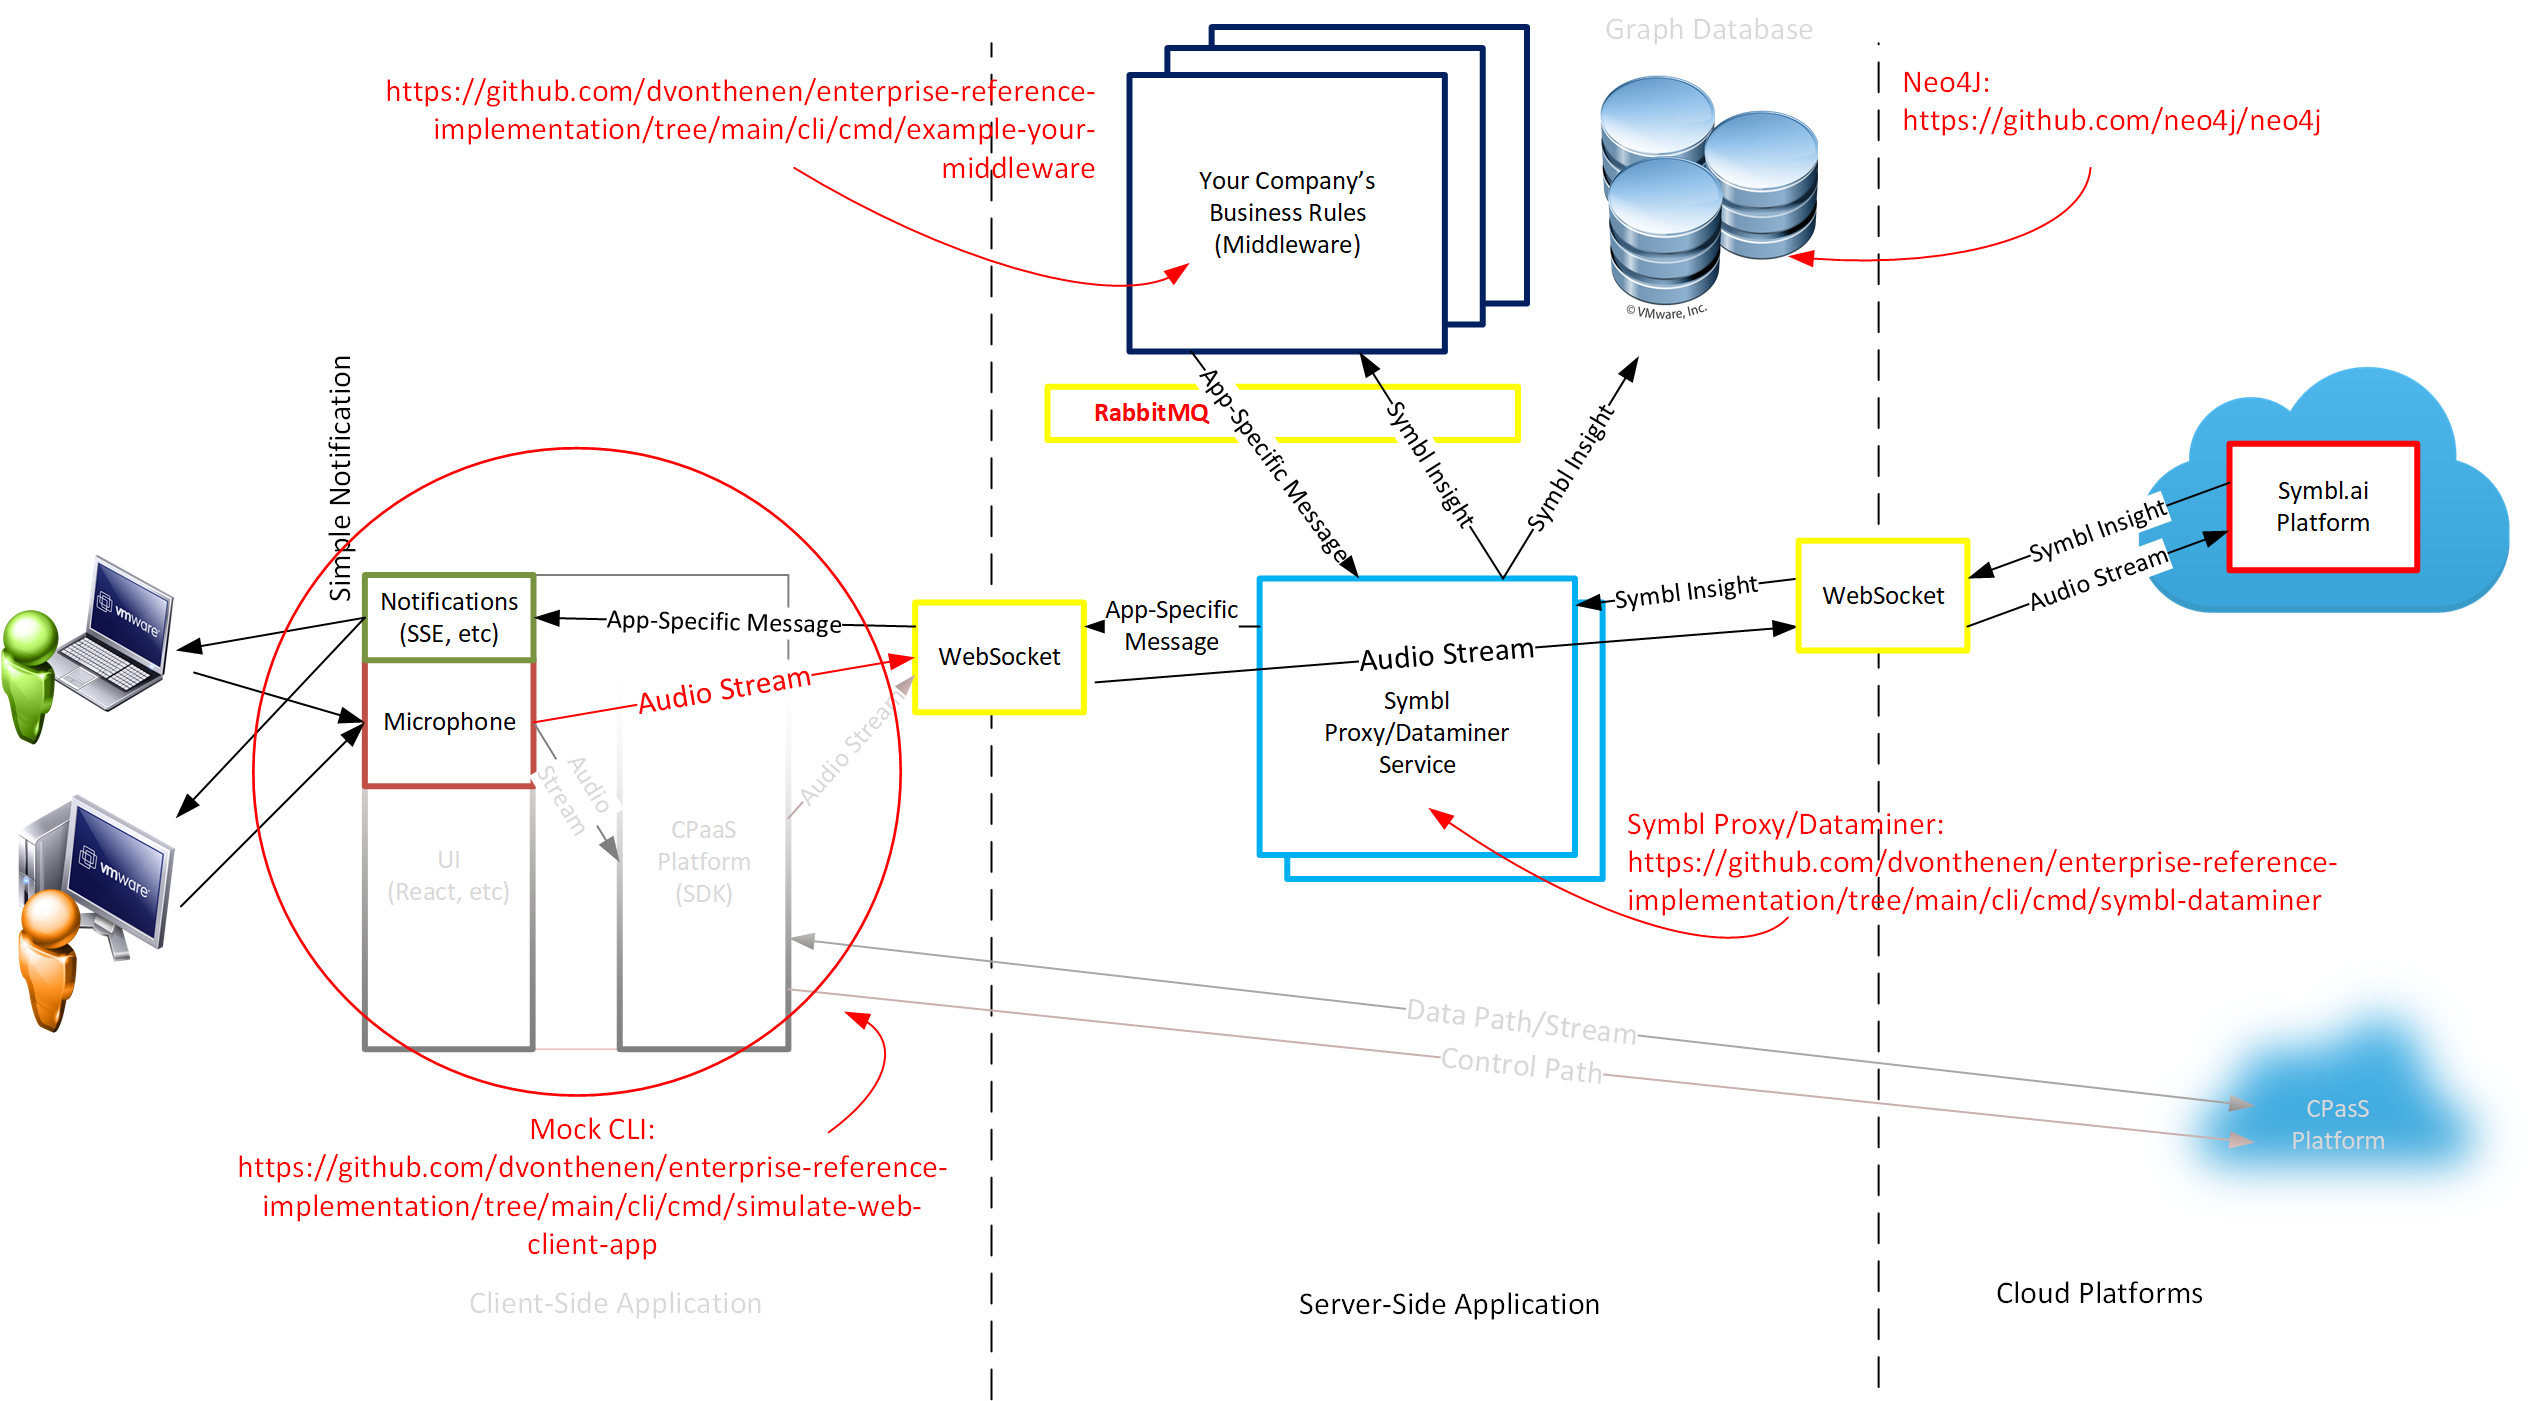 Graph Database
https://github.com/dvonthenen/enterprise-reference-
implementation/tree/main/cli/cmd/example-your-
middleware
Neo4J:
https://github.com/neo4j/neo4j
Your Company's
Business Rules
(Middleware)
© VMware, Inc.
Simple Notification
RabbitMQ
App-Specific Message
Symbl Insight
Symbl Insight
Symbl.ai
Platform
Symbl Insight
Audio Stream
WebSocket
Symbl Insight
Notifications
(SSE, etc)
App-Specific Message
App-Specific
Message
WebSocket
Audio Stream
Audio Stream
Microphone
vmware
Symbl
Proxy/Dataminer
Service
Audio
Stream
Audio Stream
CPaaS
Platform
(SDK)
UI
(React, etc)
vmware
Symbl Proxy/Dataminer:
https://github.com/dvonthenen/enterprise-reference-
implementation/tree/main/cli/cmd/symbl-dataminer
Data Path/Stream
Control Path
CPasS
Platform
Mock CLI:
https://github.com/dvonthenen/enterprise-reference-
implementation/tree/main/cli/cmd/simulate-web-
client-app
Client-Side Application
Server-Side Application
Cloud Platforms